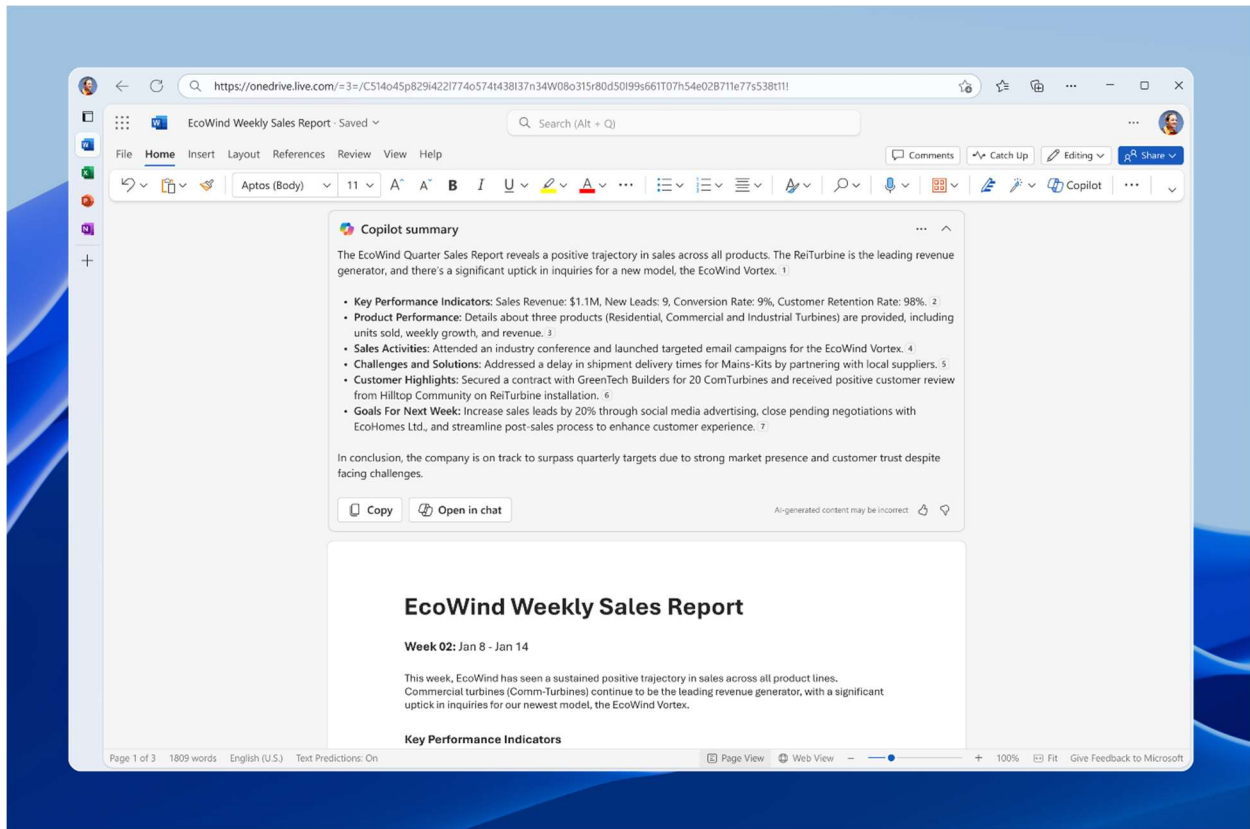 https://onedrive.live.com/=3=/C514o45p829i422l774o574t438l37n34W08o315r80d50l99s661T07h54e02B711e77s538t11!
EcoWind Weekly Sales Report · Saved
Search (Alt + Q)
File Home Insert Layout References Review View Help
Comments Catch Up Editing Share
Aptos (Body) 11 A A B I U A Copilot
Copilot summary
The EcoWind Quarter Sales Report reveals a positive trajectory in sales across all products. The ReiTurbine is the leading revenue
generator, and there's a significant uptick in inquiries for a new model, the EcoWind Vortex. 1
• Key Performance Indicators: Sales Revenue: $1.1M, New Leads: 9, Conversion Rate: 9%, Customer Retention Rate: 98%. 2
• Product Performance: Details about three products (Residential, Commercial and Industrial Turbines) are provided, including
units sold, weekly growth, and revenue. 3
• Sales Activities: Attended an industry conference and launched targeted email campaigns for the EcoWind Vortex. 4
• Challenges and Solutions: Addressed a delay in shipment delivery times for Mains-Kits by partnering with local suppliers. 5
• Customer Highlights: Secured a contract with GreenTech Builders for 20 ComTurbines and received positive customer review
from Hilltop Community on ReiTurbine installation. 6
• Goals For Next Week: Increase sales leads by 20% through social media advertising, close pending negotiations with
EcoHomes Ltd., and streamline post-sales process to enhance customer experience. 7
In conclusion, the company is on track to surpass quarterly targets due to strong market presence and customer trust despite
facing challenges.
Copy Open in chat AI-generated content may be incorrect
EcoWind Weekly Sales Report
Week 02: Jan 8 - Jan 14
This week, EcoWind has seen a sustained positive trajectory in sales across all product lines.
Commercial turbines (Comm-Turbines) continue to be the leading revenue generator, with a significant
uptick in inquiries for our newest model, the EcoWind Vortex.
Key Performance Indicators
Page 1 of 3 1809 words English (U.S.) Text Predictions: On Page View Web View − + 100% Fit Give Feedback to Microsoft